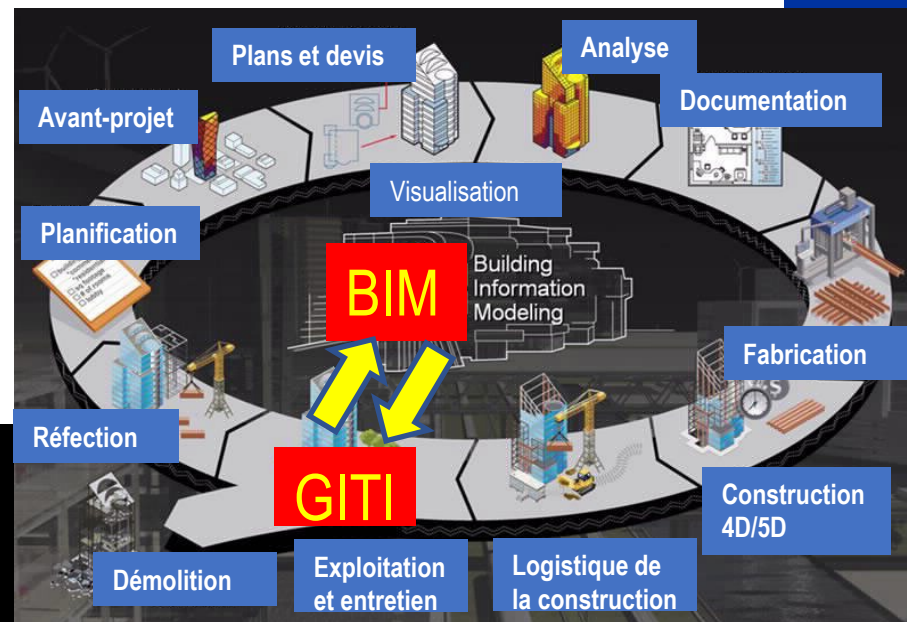 Plans et devis
Analyse
Avant-projet
Documentation
Visualisation
Planification
BIM
Building
Information
Modeling
Fabrication
Réfection
GITI
Construction
4D/5D
Démolition
Exploitation
et entretien
Logistique de
la construction